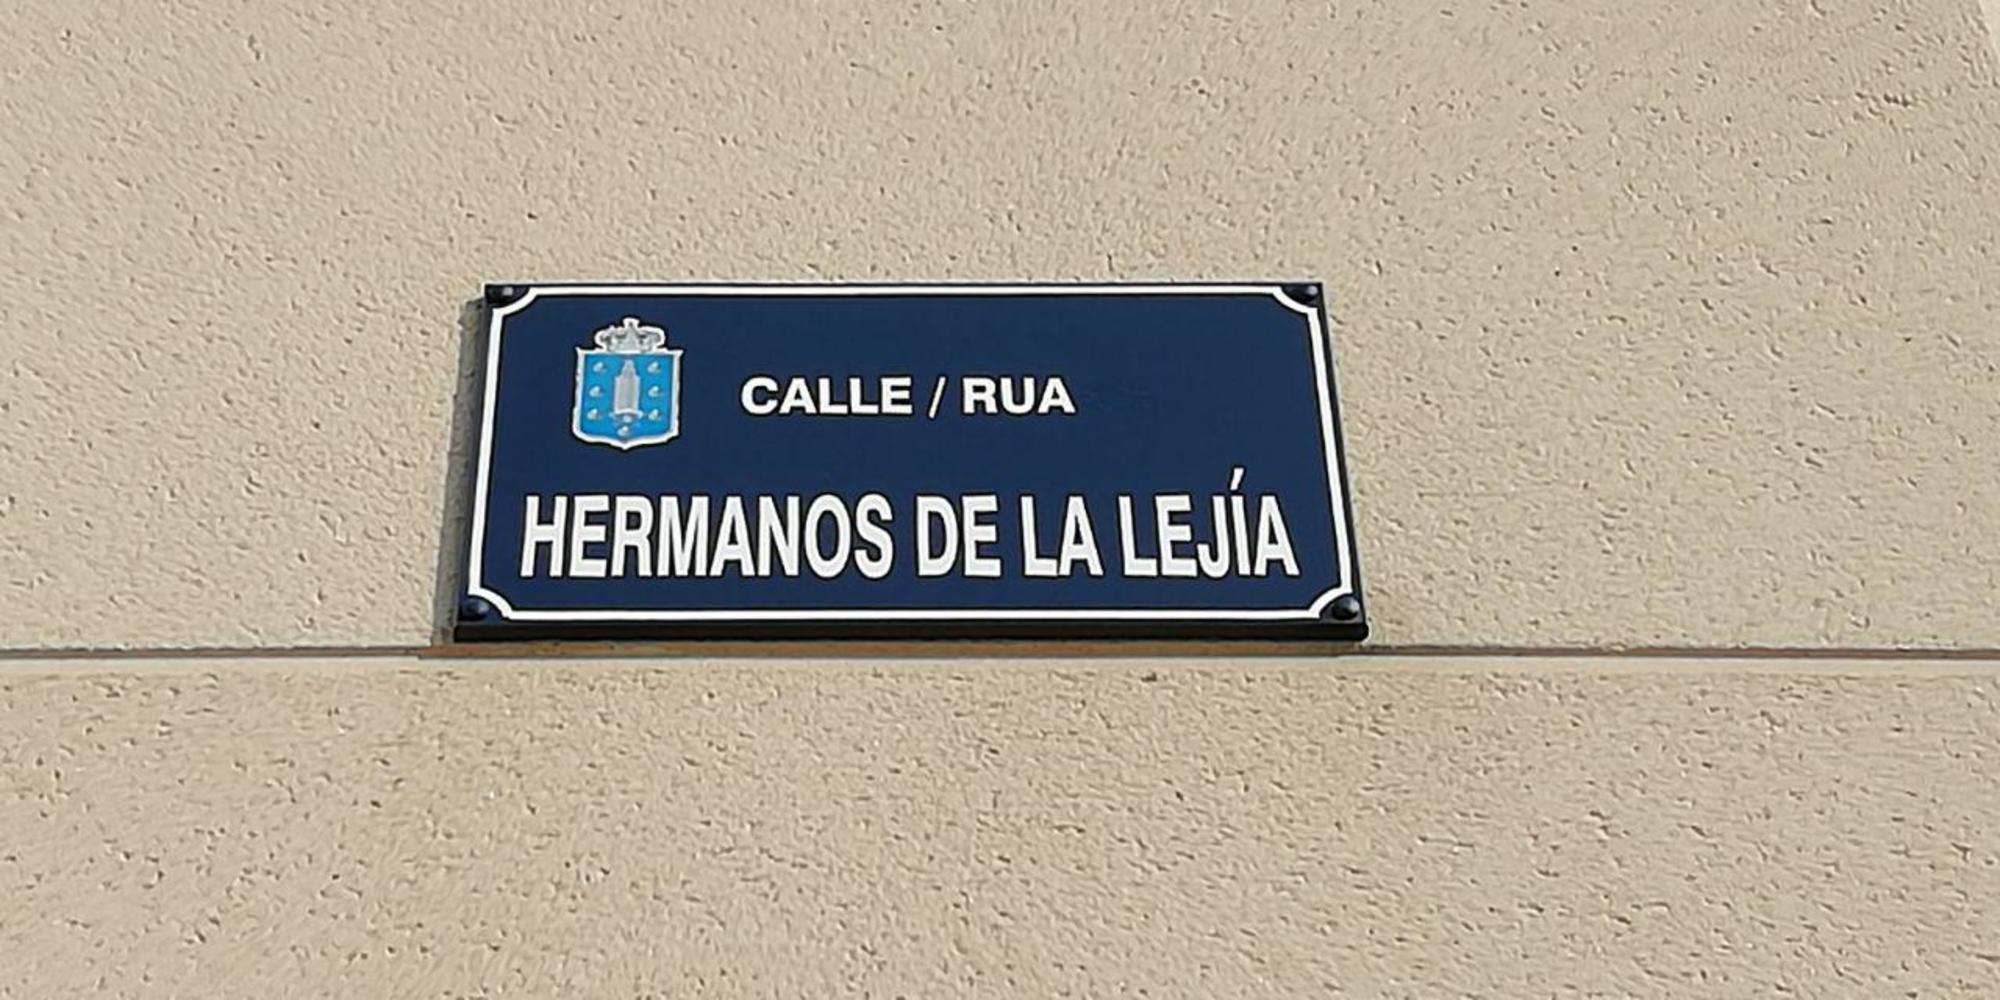 CALLE / RUA
HERMANOS DE LA LEJÍA